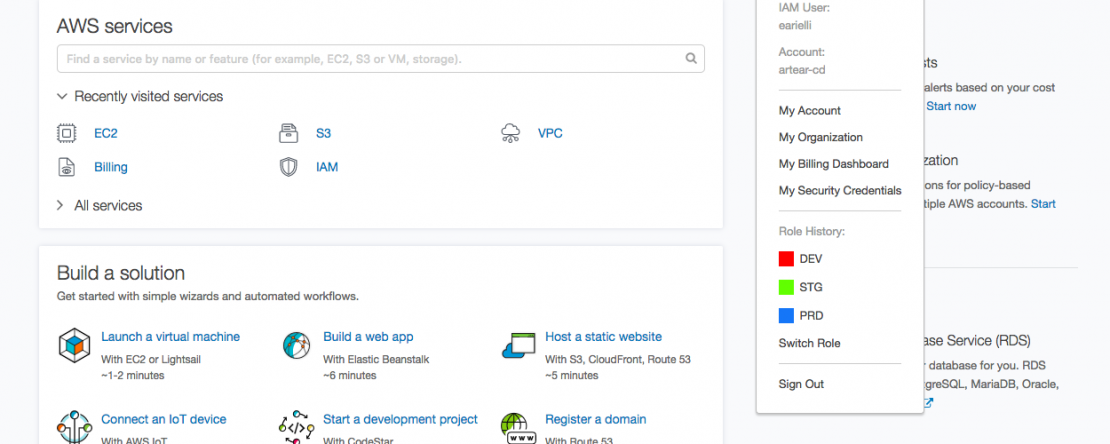 AWS services
Find a service by name or feature (for example, EC2, S3 or VM, storage).
Recently visited services
EC2
S3
VPC
Billing
IAM
All services
Build a solution
Get started with simple wizards and automated workflows.
Launch a virtual machine
With EC2 or Lightsail
~1-2 minutes
Build a web app
With Elastic Beanstalk
~6 minutes
Host a static website
With S3, CloudFront, Route 53
~5 minutes
Connect an IoT device
With AWS IoT
Start a development project
With CodeStar
Register a domain
With Route 53
IAM User:
earielli
Account:
artear-cd
My Account
My Organization
My Billing Dashboard
My Security Credentials
Role History:
DEV
STG
PRD
Switch Role
Sign Out
alerts based on your cost
Start now
for policy-based
AWS accounts. Start
Service (RDS)
database for you. RDS
MariaDB, Oracle,